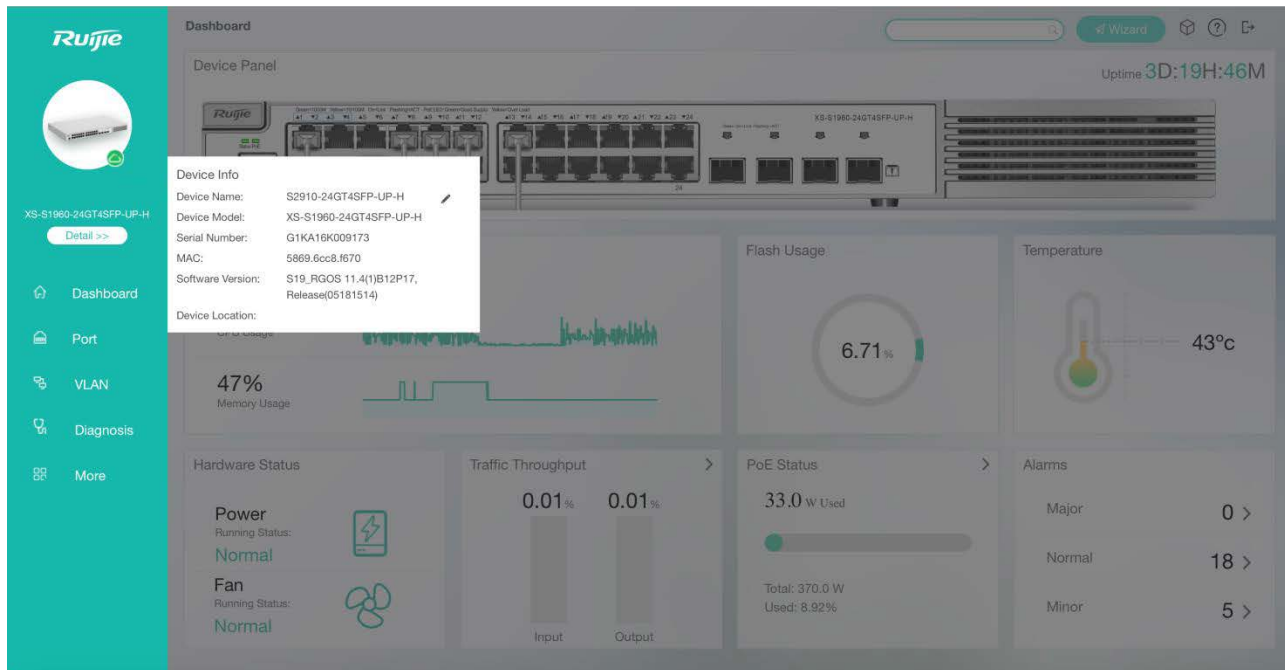 Ruijie
XS-S1960-24GT4SFP-UP-H
Detail >>
Dashboard
Port
VLAN
Diagnosis
More
Dashboard
Wizard
Device Panel
Uptime 3D:19H:46M
Ruijie
XS-S1960-24GT4SFP-UP-H
24
Device Info
Device Name: S2910-24GT4SFP-UP-H
Device Model: XS-S1960-24GT4SFP-UP-H
Serial Number: G1KA16K009173
MAC: 5869.6cc8.f670
Software Version: S19_RGOS 11.4(1)B12P17,
Release(05181514)
Device Location:
CPU Usage
47%
Memory Usage
Flash Usage
6.71%
Temperature
43°c
Hardware Status
Power
Running Status:
Normal
Fan
Running Status:
Normal
Traffic Throughput >
0.01% 0.01%
Input Output
PoE Status >
33.0 W Used
Total: 370.0 W
Used: 8.92%
Alarms
Major 0 >
Normal 18 >
Minor 5 >